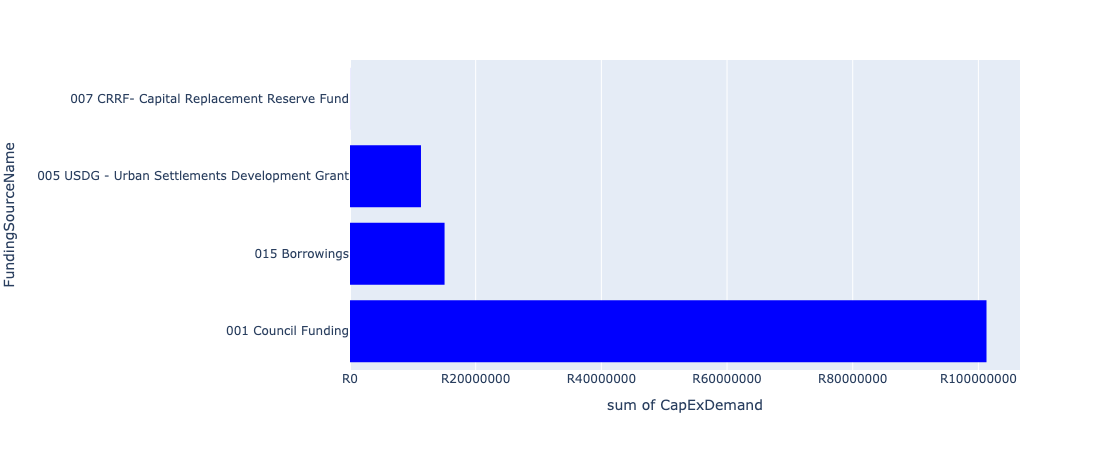 FundingSourceName
007 CRRF- Capital Replacement Reserve Fund
005 USDG - Urban Settlements Development Grant
015 Borrowings
001 Council Funding
R0 R20000000 R40000000 R60000000 R80000000 R100000000
sum of CapExDemand